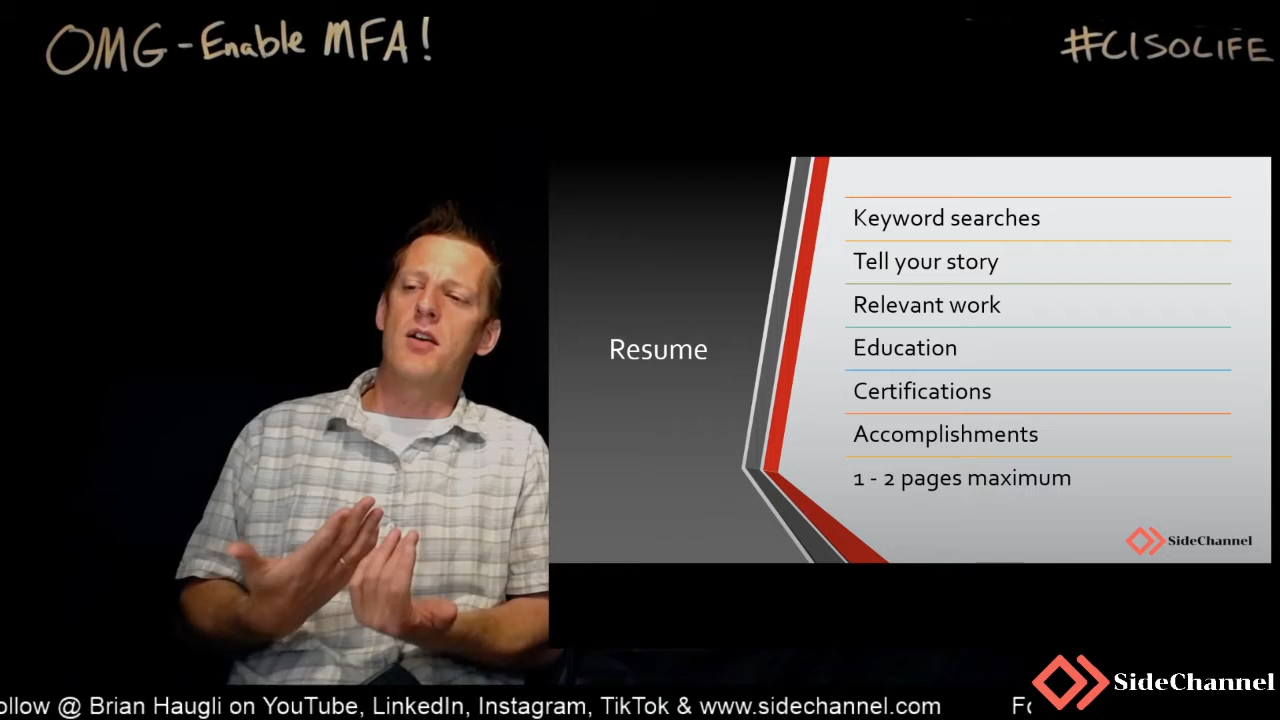 OMG - Enable MFA!
#CISOLIFE
Resume
Keyword searches
Tell your story
Relevant work
Education
Certifications
Accomplishments
1 - 2 pages maximum
SideChannel
ollow @ Brian Haugli on YouTube, LinkedIn, Instagram, TikTok & www.sidechannel.com
Fo
SideChannel